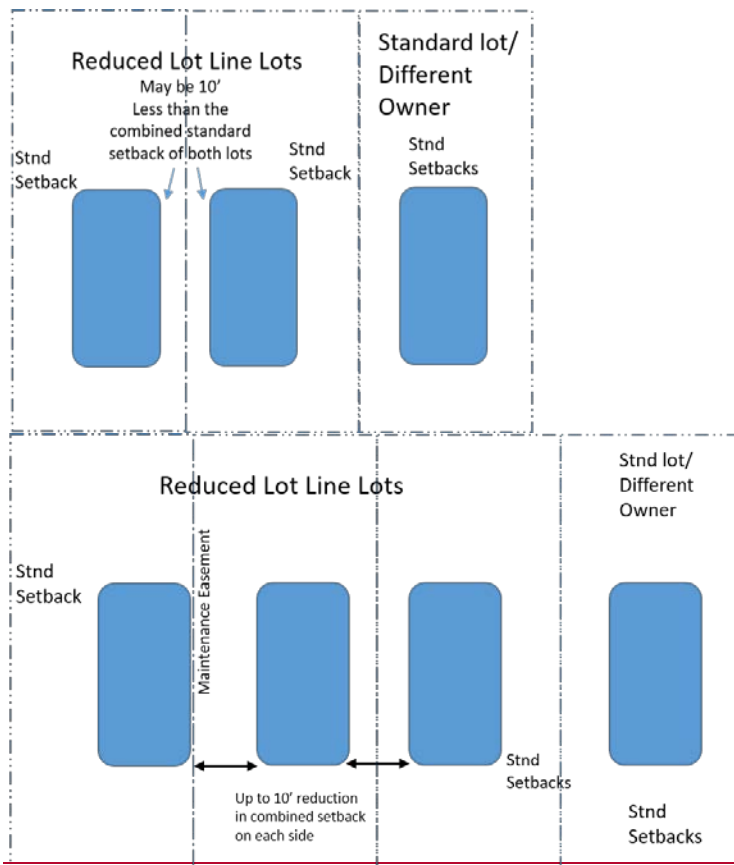 Reduced Lot Line Lots
May be 10'
Less than the
combined standard
setback of both lots
Stnd
Setback
Stnd
Setback
Standard lot/
Different
Owner
Stnd
Setbacks
Reduced Lot Line Lots
Stnd lot/
Different
Owner
Stnd
Setback
Maintenance Easement
Up to 10' reduction
in combined setback
on each side
Stnd
Setbacks
Stnd
Setbacks